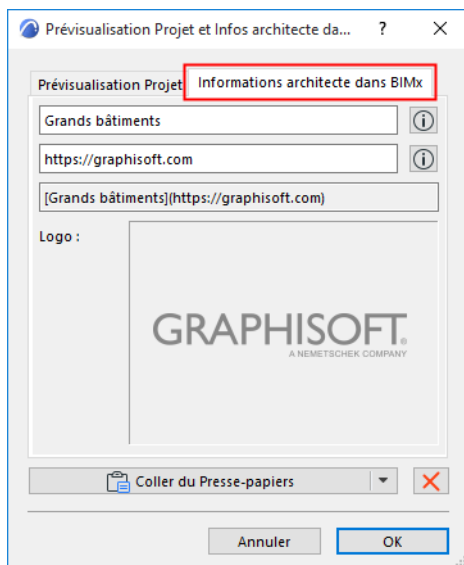 Prévisualisation Projet et Infos architecte da... ? ×
Prévisualisation Projet Informations architecte dans BIMx
Grands bâtiments
https://graphisoft.com
[Grands bâtiments](https://graphisoft.com)
Logo :
GRAPHISOFT®
A NEMETSCHEK COMPANY
Coller du Presse-papiers
Annuler OK